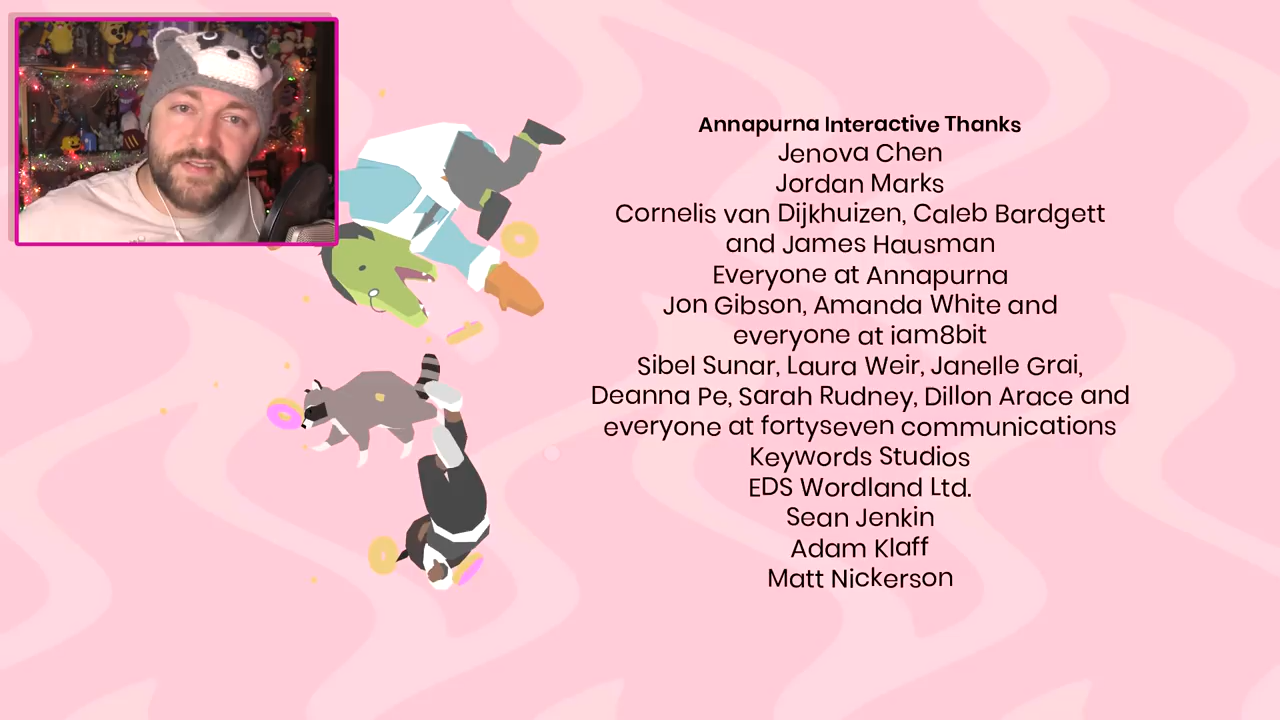 Annapurna Interactive Thanks
Jenova Chen
Jordan Marks
Cornelis van Dijkhuizen, Caleb Bardgett
and James Hausman
Everyone at Annapurna
Jon Gibson, Amanda White and
everyone at iam8bit
Sibel Sunar, Laura Weir, Janelle Grai,
Deanna Pe, Sarah Rudney, Dillon Arace and
everyone at fortyseven communications
Keywords Studios
EDS Wordland Ltd.
Sean Jenkin
Adam Klaff
Matt Nickerson